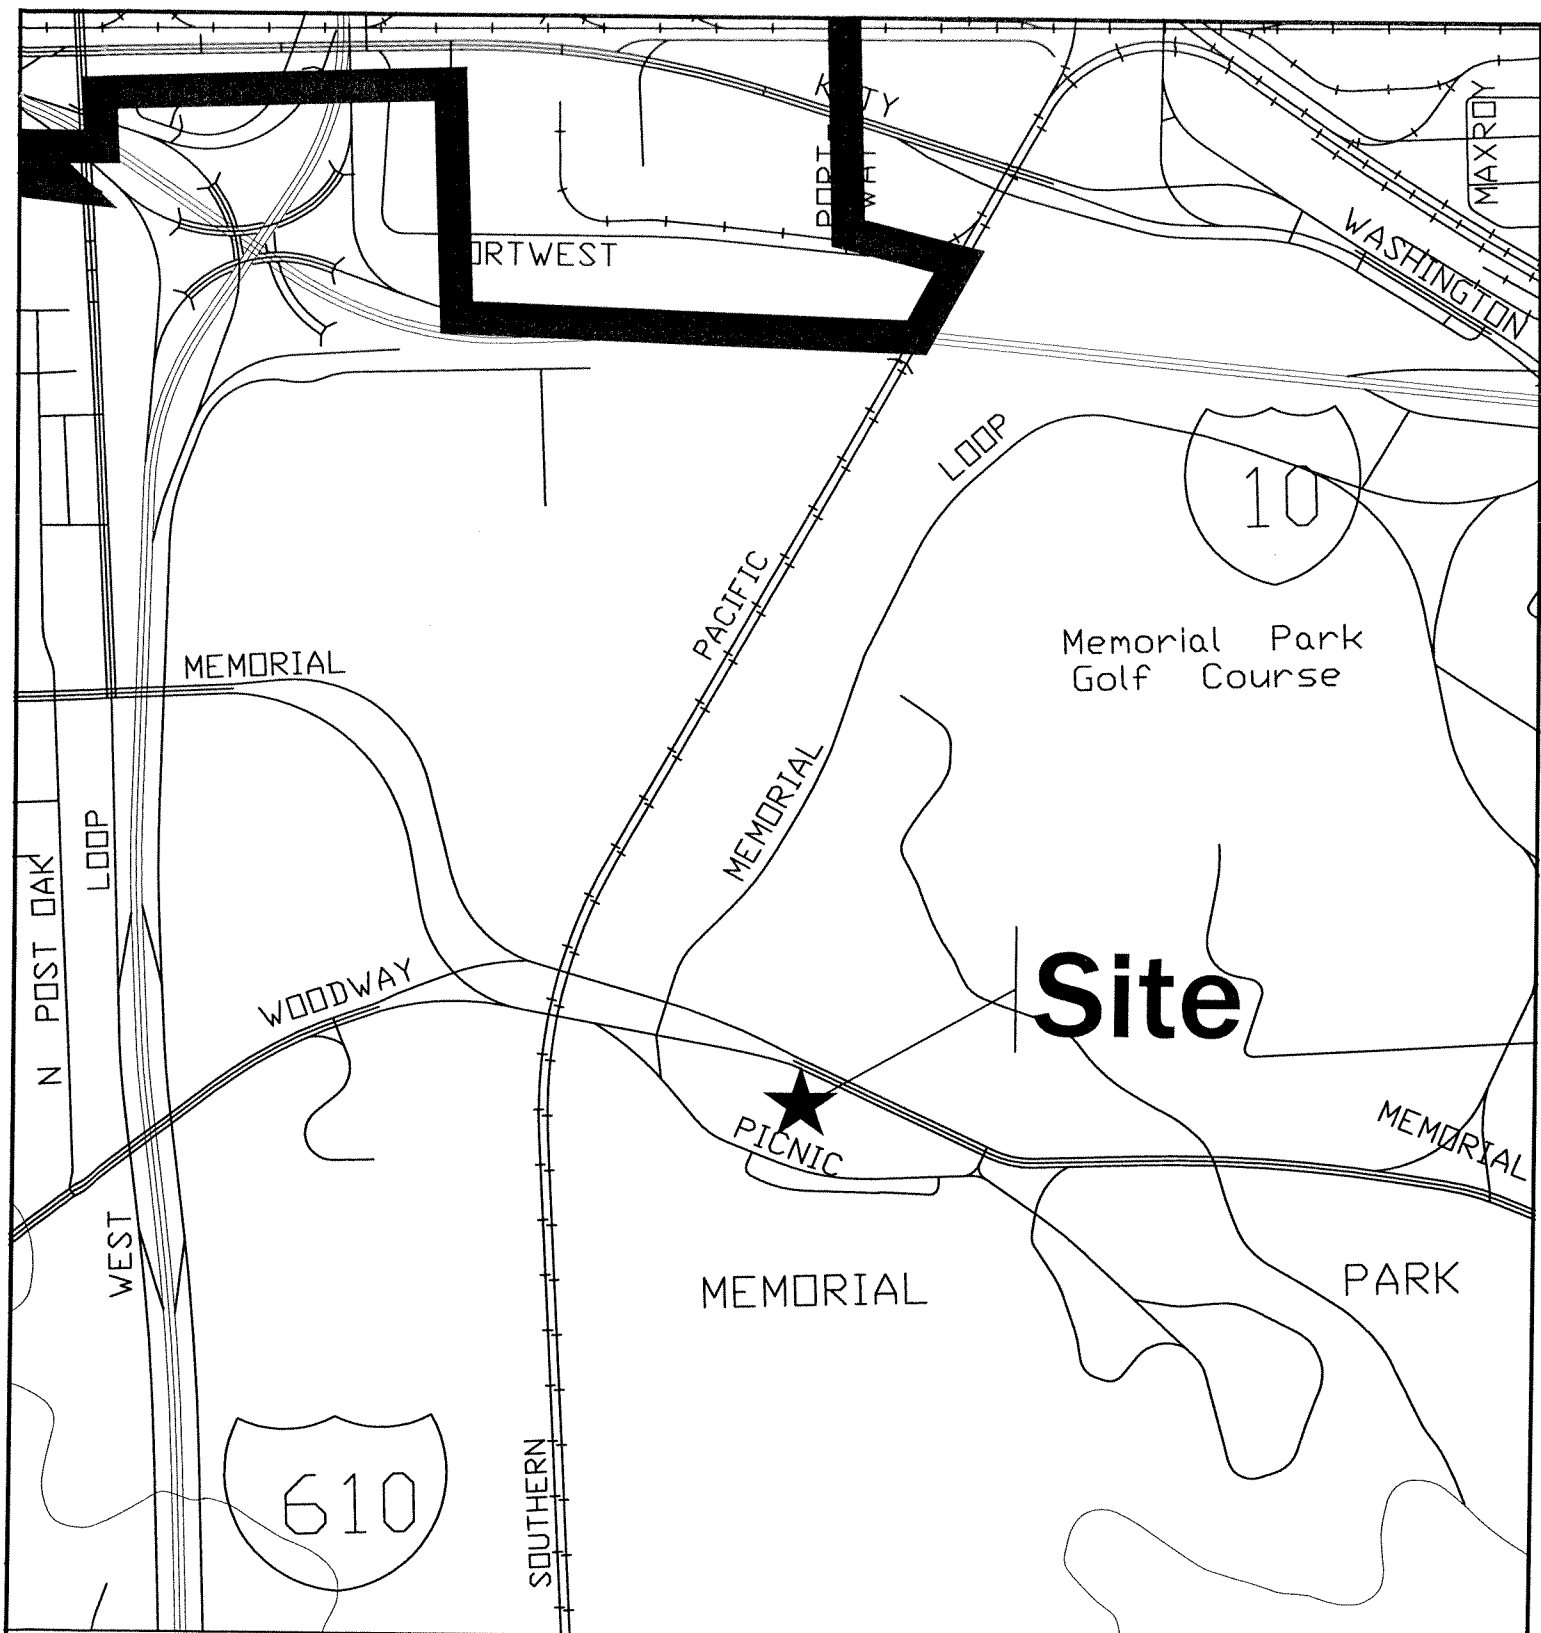 KATY
MAXROY
PORT
WAY
WASHINGTON
ORTWEST
LOOP
10
PACIFIC
Memorial Park
Golf Course
MEMORIAL
MEMORIAL
LOOP
N POST OAK
WOODWAY
Site
MEMORIAL
PICNIC
WEST
MEMORIAL
PARK
610
SOUTHERN